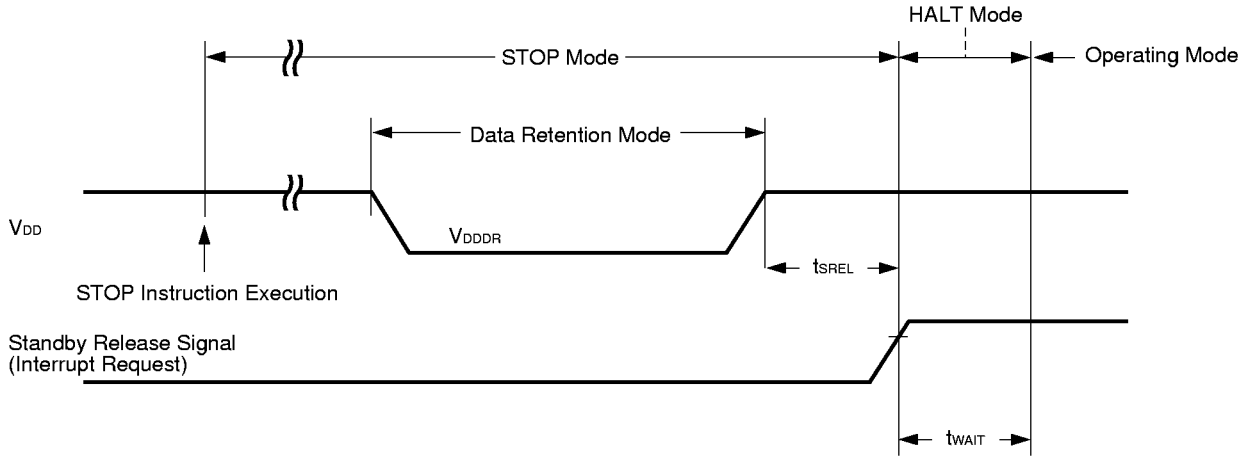 HALT Mode
STOP Mode
Operating Mode
Data Retention Mode
VDD
VDDDR
tSREL
STOP Instruction Execution
Standby Release Signal
(Interrupt Request)
tWAIT